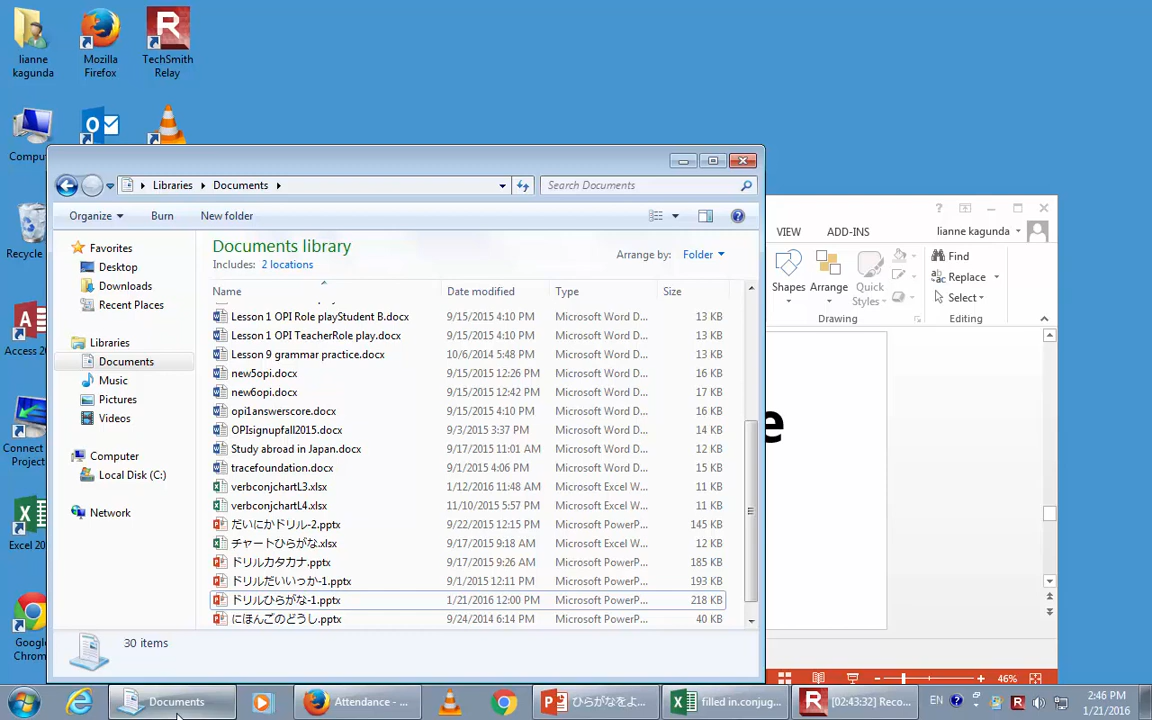 lianne kagunda
Mozilla Firefox
TechSmith Relay
Recycle
Access 20
Connect Project
Excel 20
Google Chrom
Libraries
Documents
Search Documents
Organize
Burn
New folder
Documents library
Includes: 2 locations
Arrange by: Folder
Name
Date modified
Type
Size
Favorites
Desktop
Downloads
Recent Places
Libraries
Documents
Music
Pictures
Videos
Computer
Local Disk (C:)
Network
Lesson 1 OPI Role playStudent B.docx 9/15/2015 4:10 PM Microsoft Word D... 13 KB
Lesson 1 OPI TeacherRole play.docx 9/15/2015 4:10 PM Microsoft Word D... 13 KB
Lesson 9 grammar practice.docx 10/6/2014 5:48 PM Microsoft Word D... 13 KB
new5opi.docx 9/15/2015 12:26 PM Microsoft Word D... 16 KB
new6opi.docx 9/15/2015 12:42 PM Microsoft Word D... 17 KB
opi1answerscore.docx 9/15/2015 4:10 PM Microsoft Word D... 16 KB
OPIsignupfall2015.docx 9/3/2015 3:37 PM Microsoft Word D... 14 KB
Study abroad in Japan.docx 9/17/2015 11:01 AM Microsoft Word D... 12 KB
tracefoundation.docx 9/1/2015 4:06 PM Microsoft Word D... 15 KB
verbconjchartL3.xlsx 1/12/2016 11:48 AM Microsoft Excel W... 11 KB
verbconjchartL4.xlsx 11/10/2015 5:57 PM Microsoft Excel W... 11 KB
だいにかドリル-2.pptx 9/22/2015 12:15 PM Microsoft PowerP... 145 KB
チャートひらがな.xlsx 9/17/2015 9:18 AM Microsoft Excel W... 12 KB
ドリルカタカナ.pptx 9/17/2015 9:26 AM Microsoft PowerP... 185 KB
ドリルだいいっか-1.pptx 9/1/2015 12:11 PM Microsoft PowerP... 193 KB
ドリルひらがな-1.pptx 1/21/2016 12:00 PM Microsoft PowerP... 218 KB
にほんごのどうし.pptx 9/24/2014 6:14 PM Microsoft PowerP... 40 KB
30 items
VIEW
ADD-INS
lianne kagunda
Shapes
Arrange
Quick Styles
Find
Replace
Select
Drawing
Editing
e
46%
Documents
Attendance -
ひらがなをよ...
filled in.conjug...
[02:43:32] Reco...
EN
2:46 PM
1/21/2016